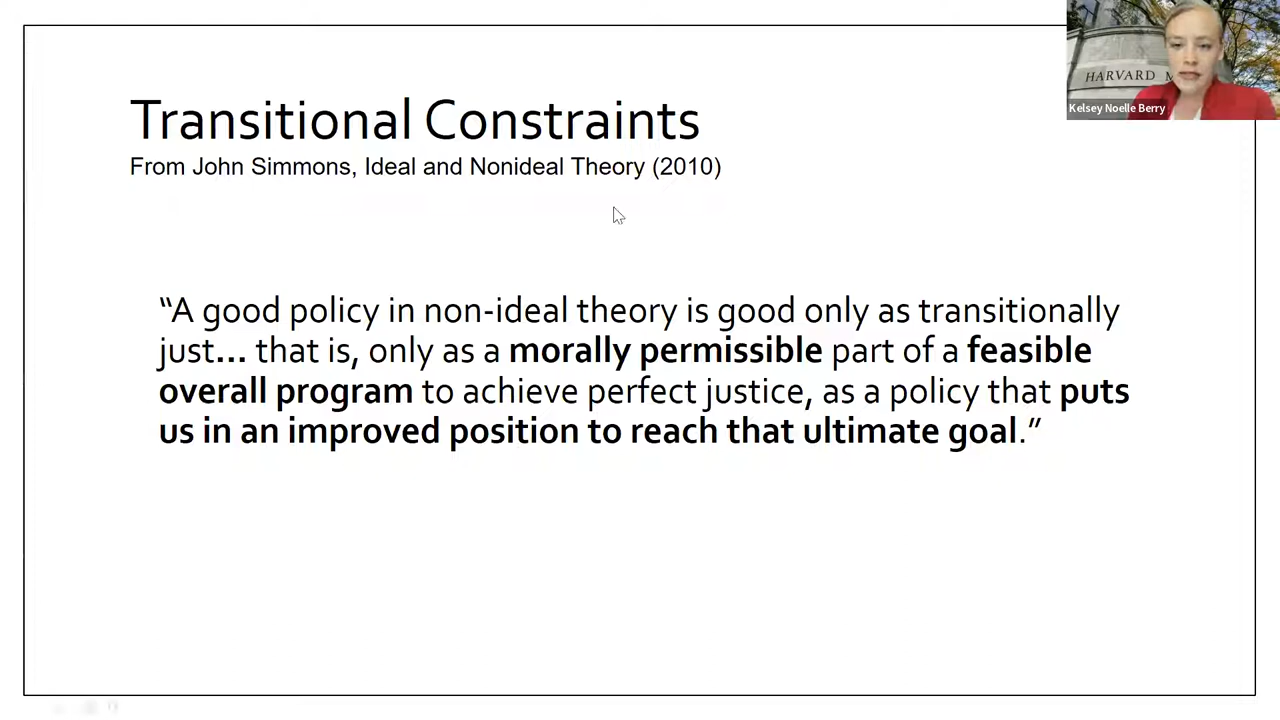 Transitional Constraints
From John Simmons, Ideal and Nonideal Theory (2010)
“A good policy in non-ideal theory is good only as transitionally
just... that is, only as a morally permissible part of a feasible
overall program to achieve perfect justice, as a policy that puts
us in an improved position to reach that ultimate goal.”
HARVARD M
Kelsey Noelle Berry